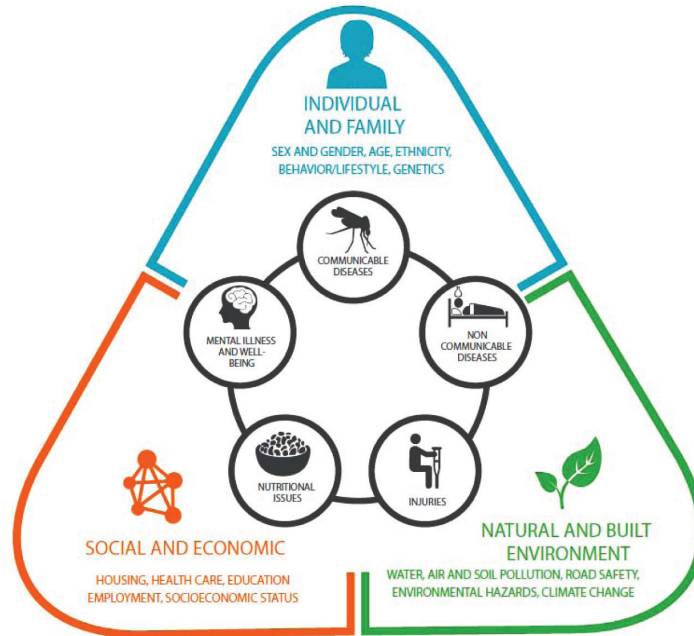 INDIVIDUAL
AND FAMILY
SEX AND GENDER, AGE, ETHNICITY,
BEHAVIOR/LIFESTYLE, GENETICS
COMMUNICABLE
DISEASES
MENTAL ILLNESS
AND WELL-
BEING
NON
COMMUNICABLE
DISEASES
NUTRITIONAL
ISSUES
INJURIES
SOCIAL AND ECONOMIC
HOUSING, HEALTH CARE, EDUCATION
EMPLOYMENT, SOCIOECONOMIC STATUS
NATURAL AND BUILT
ENVIRONMENT
WATER, AIR AND SOIL POLLUTION, ROAD SAFETY,
ENVIRONMENTAL HAZARDS, CLIMATE CHANGE